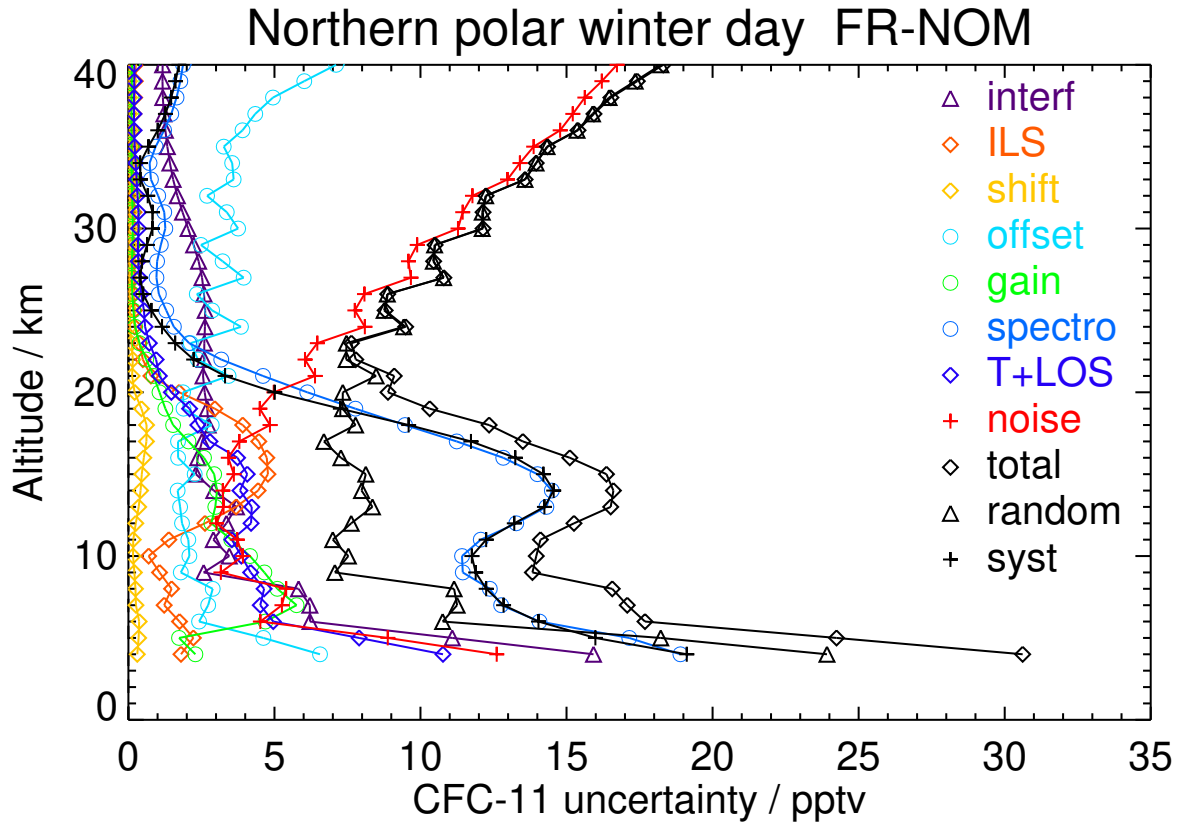 Northern polar winter day FR-NOM
40
30
20
10
0
Altitude / km
interf
ILS
shift
offset
gain
spectro
T+LOS
noise
total
random
syst
0 5 10 15 20 25 30 35
CFC-11 uncertainty / pptv